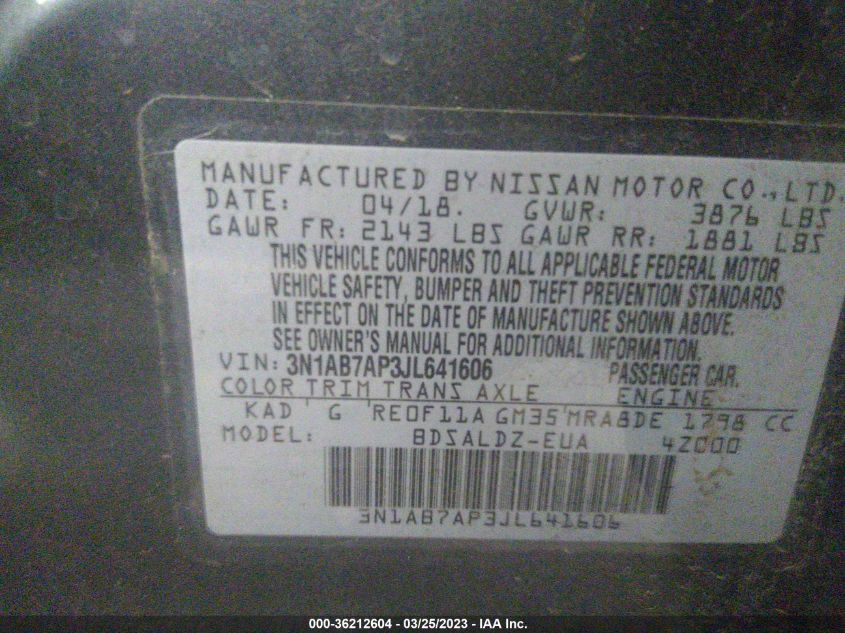 MANUFACTURED BY NISSAN MOTOR CO., LTD.
DATE: 04/18. GVWR: 3876 LBS
GAWR FR: 2143 LBS GAWR RR: 1881 LBS
THIS VEHICLE CONFORMS TO ALL APPLICABLE FEDERAL MOTOR
VEHICLE SAFETY, BUMPER AND THEFT PREVENTION STANDARDS
IN EFFECT ON THE DATE OF MANUFACTURE SHOWN ABOVE.
SEE OWNER'S MANUAL FOR ADDITIONAL INFORMATION.
VIN: 3N1AB7AP3JL641606 PASSENGER CAR.
COLOR TRIM TRANS AXLE ENGINE
KAD G RE0F11A GM35 MRA8DE 1798 CC
MODEL: BDSALDZ-EUA 4Z000
3N1AB7AP3JL641606
000-36212604 - 03/25/2023 - IAA Inc.